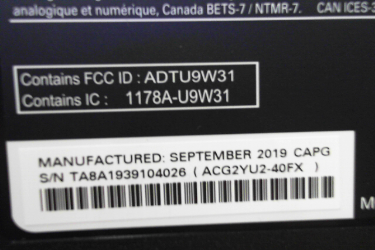 analogique et numérique, Canada BETS-7 / NTMR-7. CAN ICES-3
Contains FCC ID : ADTU9W31
Contains IC : 1178A-U9W31
MANUFACTURED: SEPTEMBER 2019 CAPG
S/N TA8A1939104026 ( ACG2YU2-40FX )
M